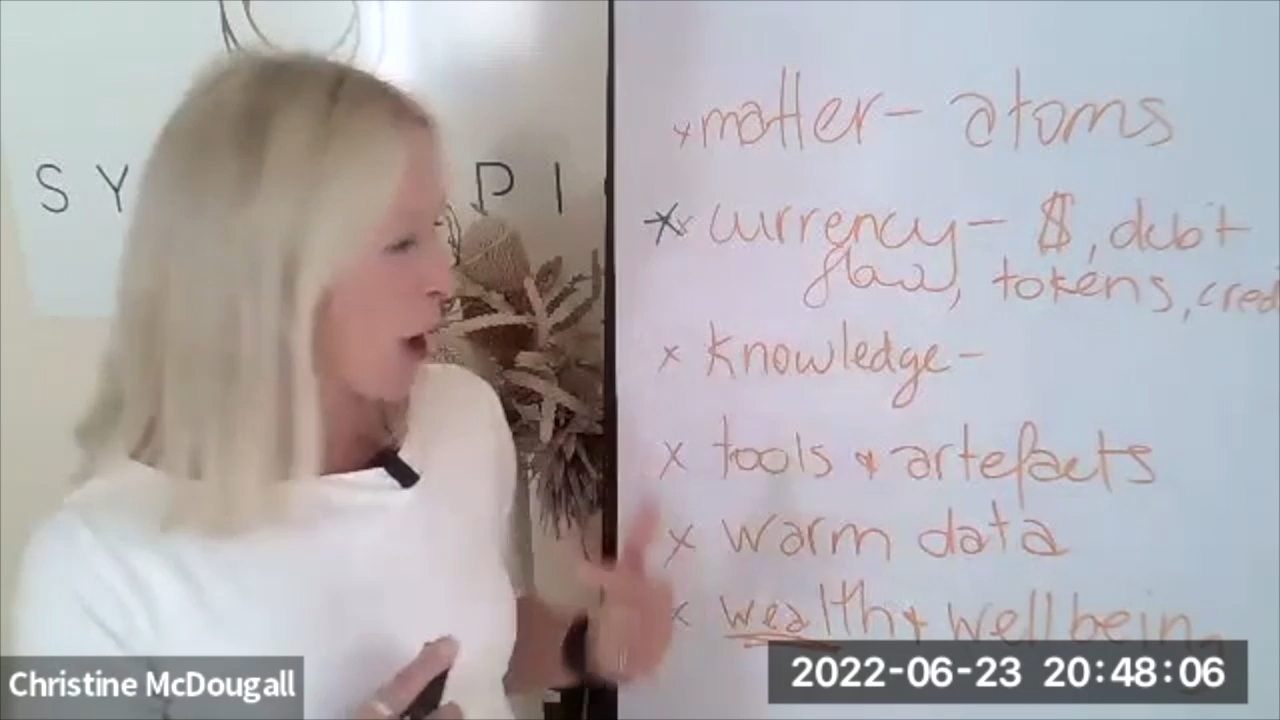 SY PI
x matter - atoms
x currency - $, debt
flow, tokens, cred
x Knowledge -
x tools & artefacts
x warm data
x wealth & wellbeing
Christine McDougall
2022-06-23 20:48:06